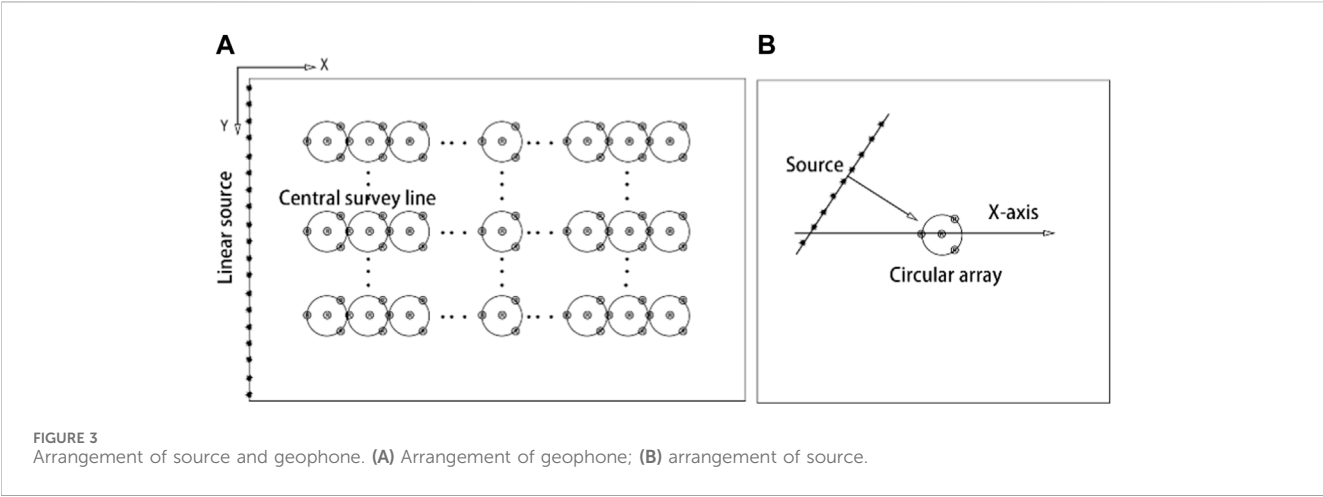 A
X
Y
Linear source
Central survey line
B
Source
X-axis
Circular array
FIGURE 3
Arrangement of source and geophone. (A) Arrangement of geophone; (B) arrangement of source.